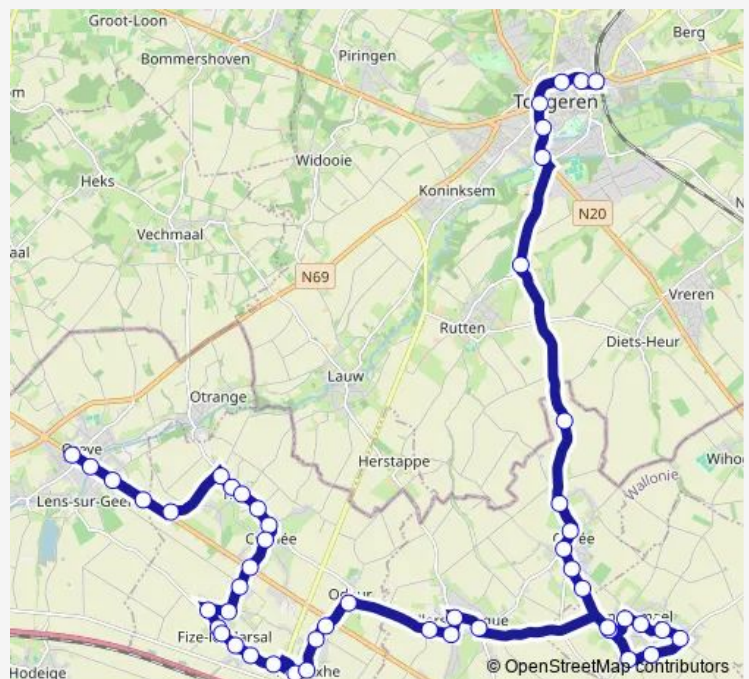 Groot-Loon
Berg
Bommershoven
Piringen
Widooie
Heks
Koninksem
N20
Vechmaal
N69
Vreren
Rutten
Diets-Heur
Lauw
Otrange
Herstappe
Wallonie
Lens-sur-Geer
Fize-le-Marsal
Hodeige
© OpenStreetMap contributors